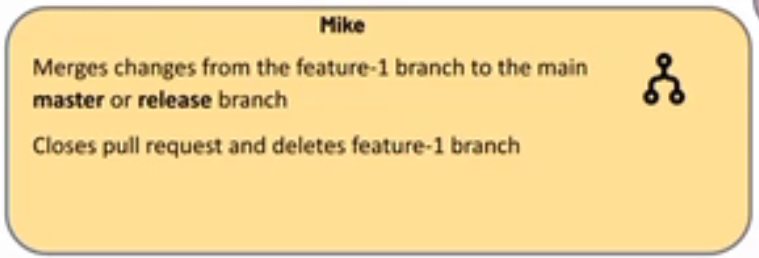 Mike
Merges changes from the feature-1 branch to the main
master or release branch
Closes pull request and deletes feature-1 branch